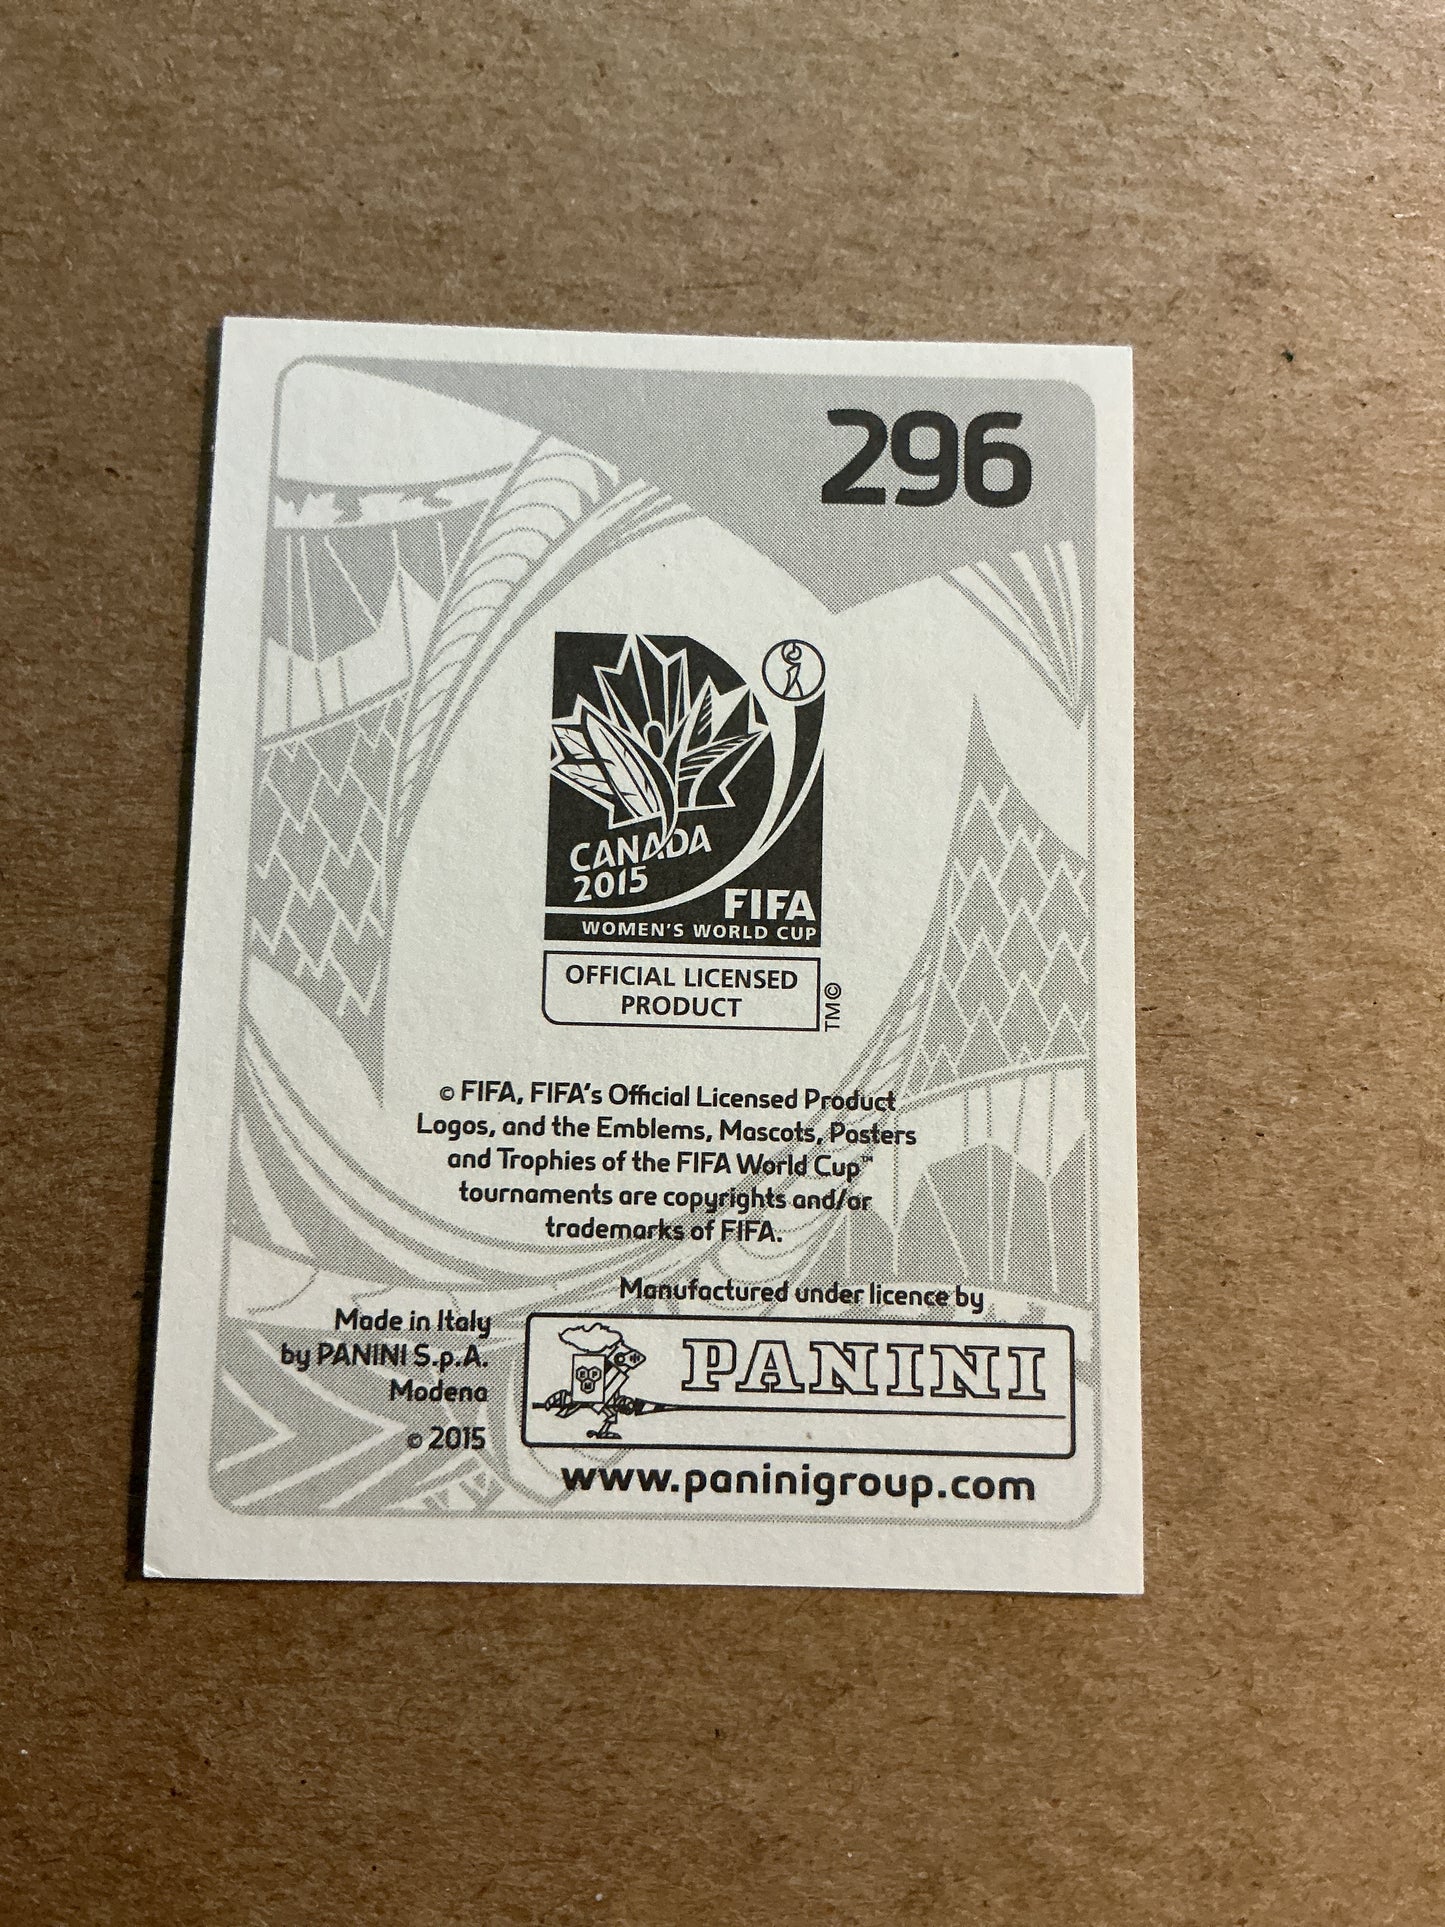 296
CANADA
2015
FIFA
WOMEN'S WORLD CUP
OFFICIAL LICENSED
PRODUCT
TM©
© FIFA, FIFA's Official Licensed Product
Logos, and the Emblems, Mascots, Posters
and Trophies of the FIFA World Cup™
tournaments are copyrights and/or
trademarks of FIFA.
Manufactured under licence by
Made in Italy
by PANINI S.p.A.
Modena
© 2015
PANINI
www.paninigroup.com